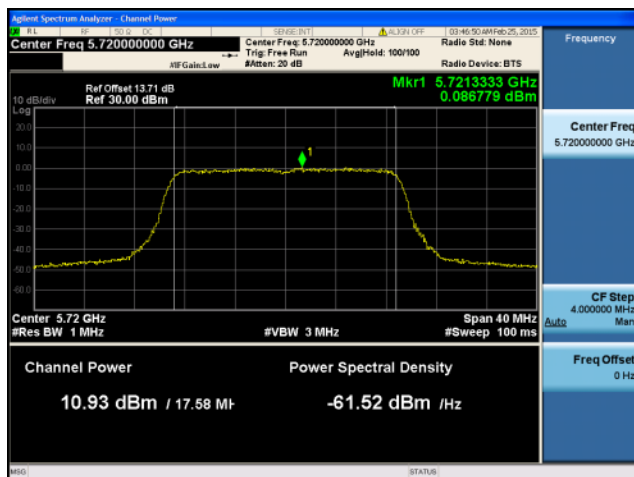 Agilent Spectrum Analyzer - Channel Power
RL RF 50 Ω DC SENSE:INT ALIGN OFF 03:46:50 AM Feb 25, 2015
Center Freq 5.720000000 GHz
Center Freq: 5.720000000 GHz
Radio Std: None
Trig: Free Run Avg|Hold: 100/100
#IFGain:Low #Atten: 20 dB Radio Device: BTS
Mkr1 5.7213333 GHz
0.086779 dBm
Ref Offset 13.71 dB
10 dB/div Ref 30.00 dBm
Log
20.0
10.0
0.00
-10.0
-20.0
-30.0
-40.0
-50.0
-60.0
1
Center 5.72 GHz Span 40 MHz
#Res BW 1 MHz #VBW 3 MHz #Sweep 100 ms
Channel Power Power Spectral Density
10.93 dBm / 17.58 MH -61.52 dBm /Hz
MSG STATUS
Frequency
Center Freq
5.720000000 GHz
CF Step
4.000000 MHz
Auto Man
Freq Offset
0 Hz